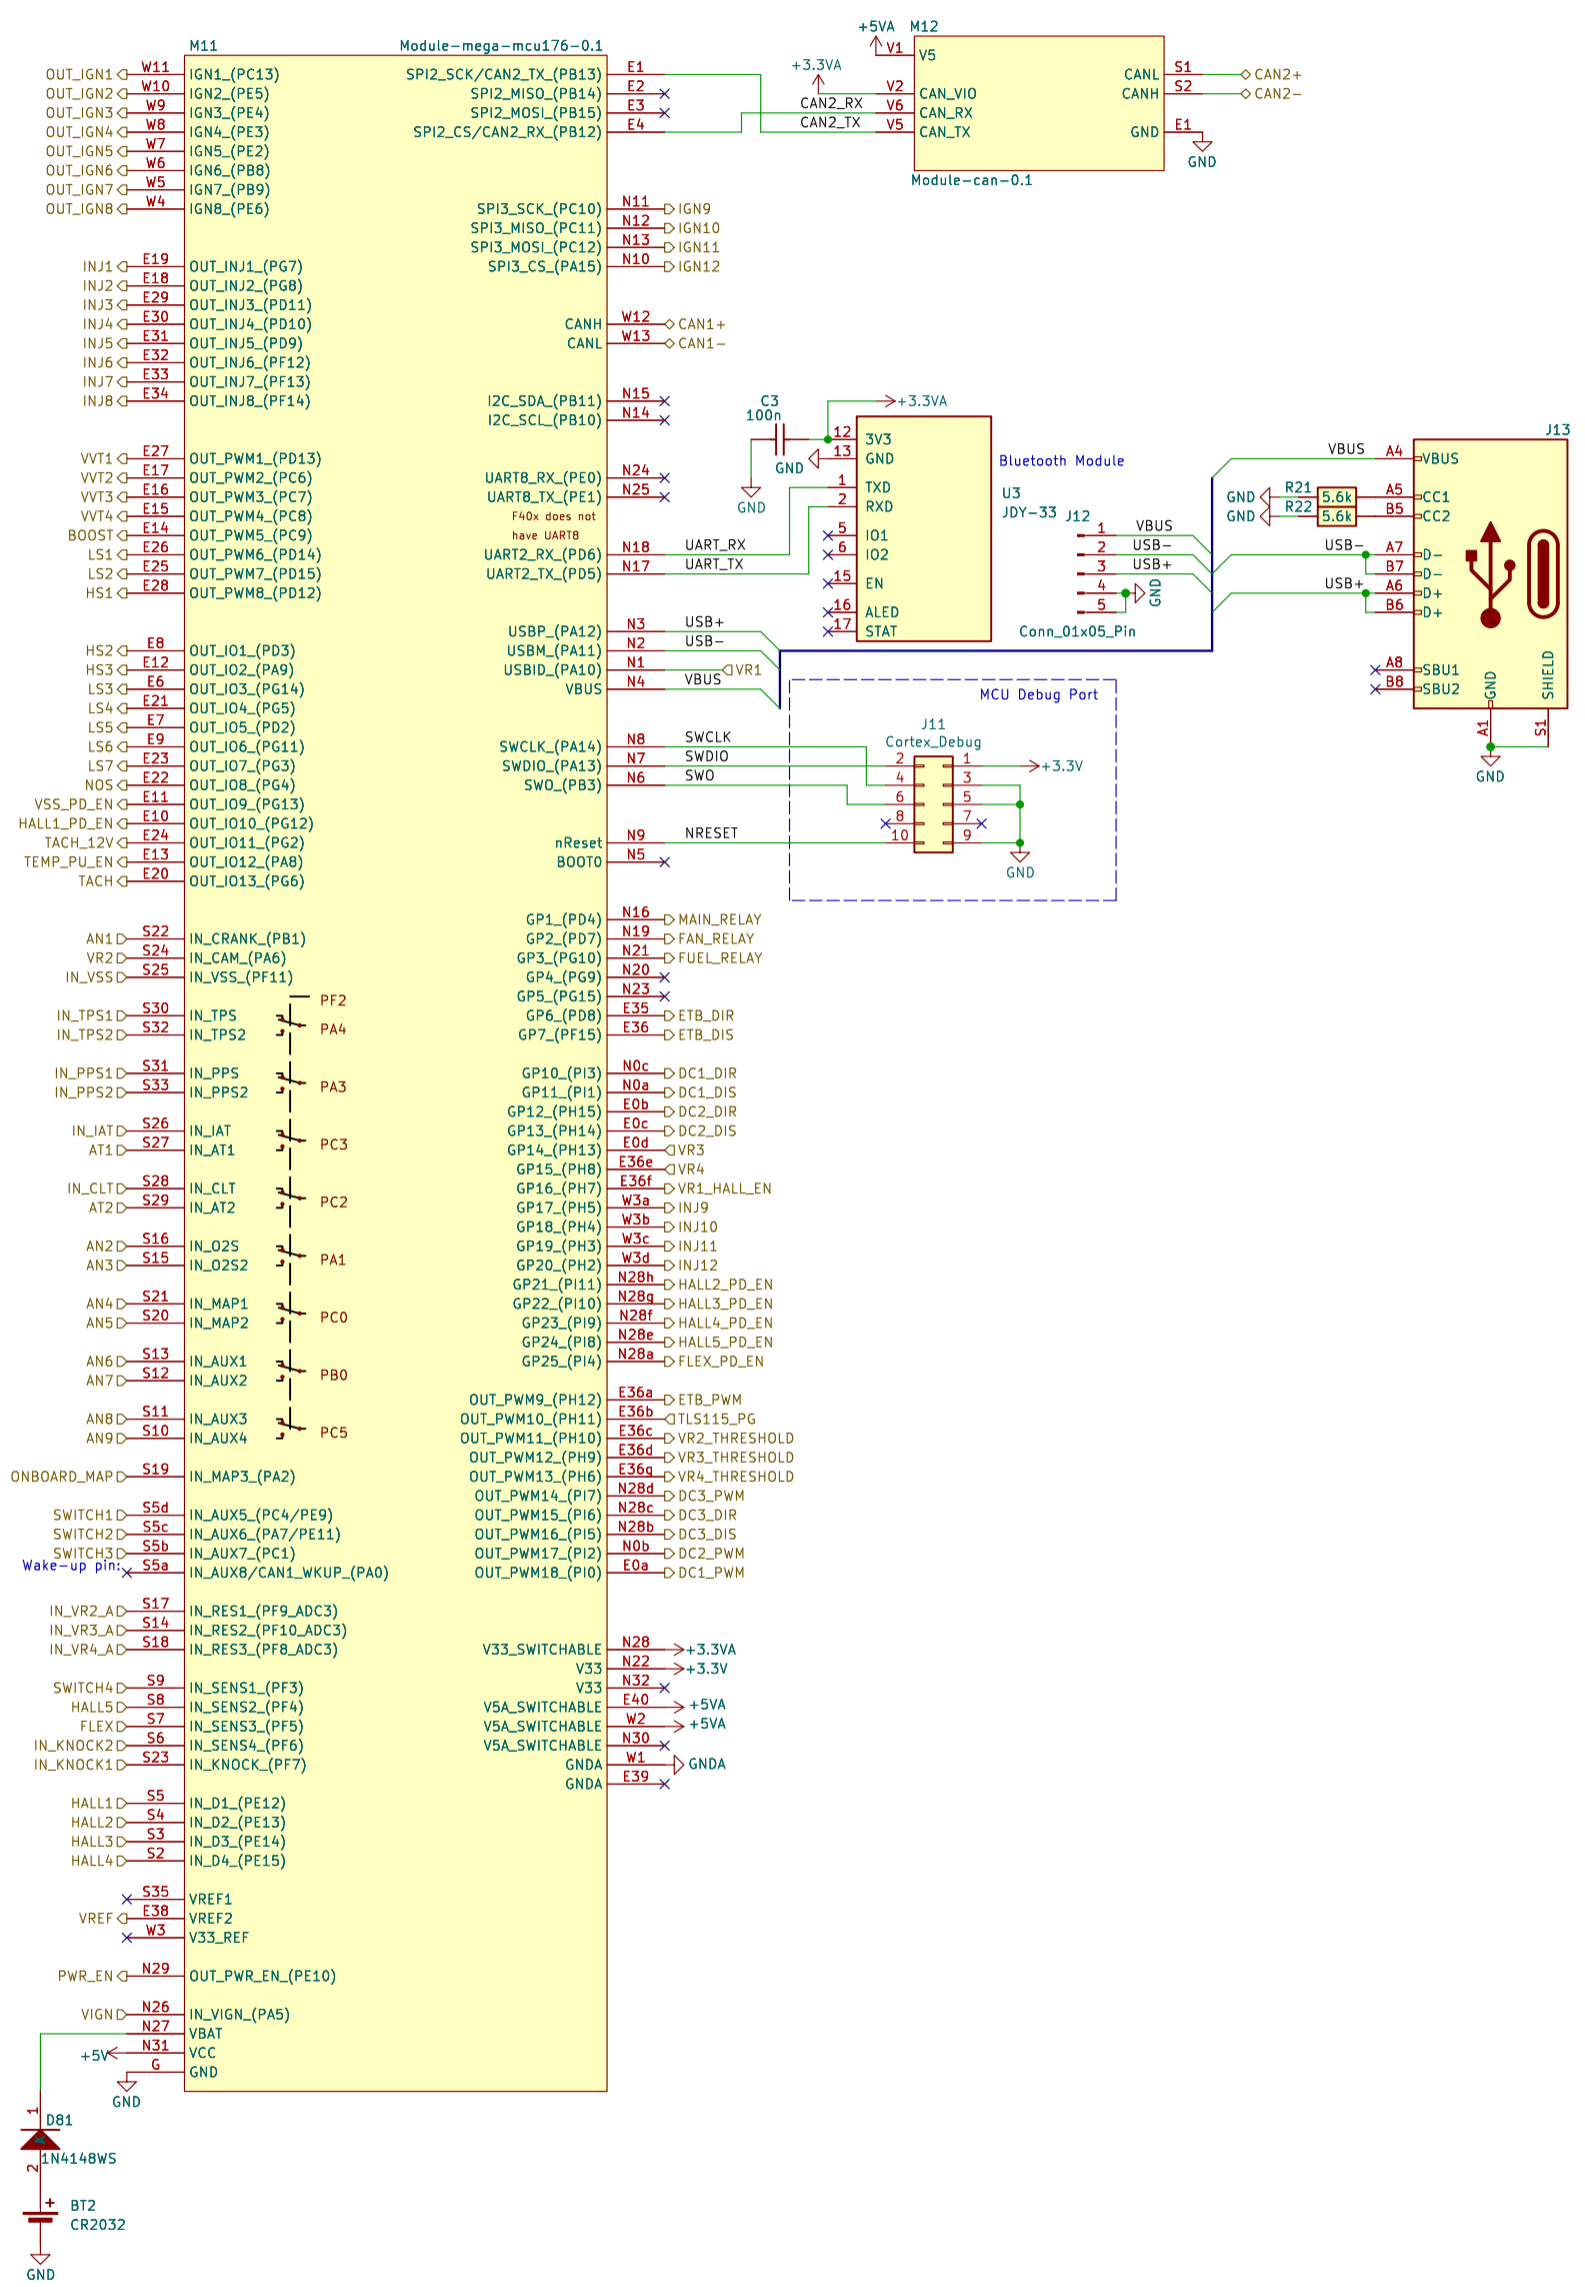 M11
Module-mega-mcu176-0.1
OUT_IGN1 W11 IGN1_(PC13)
OUT_IGN2 W10 IGN2_(PE5)
OUT_IGN3 W9 IGN3_(PE4)
OUT_IGN4 W8 IGN4_(PE3)
OUT_IGN5 W7 IGN5_(PE2)
OUT_IGN6 W6 IGN6_(PB8)
OUT_IGN7 W5 IGN7_(PB9)
OUT_IGN8 W4 IGN8_(PE6)
INJ1 E19 OUT_INJ1_(PG7)
INJ2 E18 OUT_INJ2_(PG8)
INJ3 E29 OUT_INJ3_(PD11)
INJ4 E30 OUT_INJ4_(PD10)
INJ5 E31 OUT_INJ5_(PD9)
INJ6 E32 OUT_INJ6_(PF12)
INJ7 E33 OUT_INJ7_(PF13)
INJ8 E34 OUT_INJ8_(PF14)
VVT1 E27 OUT_PWM1_(PD13)
VVT2 E17 OUT_PWM2_(PC6)
VVT3 E16 OUT_PWM3_(PC7)
VVT4 E15 OUT_PWM4_(PC8)
BOOST E14 OUT_PWM5_(PC9)
LS1 E26 OUT_PWM6_(PD14)
LS2 E25 OUT_PWM7_(PD15)
HS1 E28 OUT_PWM8_(PD12)
HS2 E8 OUT_IO1_(PD3)
HS3 E12 OUT_IO2_(PA9)
LS3 E6 OUT_IO3_(PG14)
LS4 E21 OUT_IO4_(PG5)
LS5 E7 OUT_IO5_(PD2)
LS6 E9 OUT_IO6_(PG11)
LS7 E23 OUT_IO7_(PG3)
NOS E22 OUT_IO8_(PG4)
VSS_PD_EN E11 OUT_IO9_(PG13)
HALL1_PD_EN E10 OUT_IO10_(PG12)
TACH_12V E24 OUT_IO11_(PG2)
TEMP_PU_EN E13 OUT_IO12_(PA8)
TACH E20 OUT_IO13_(PG6)
AN1 S22 IN_CRANK_(PB1)
VR2 S24 IN_CAM_(PA6)
IN_VSS S25 IN_VSS_(PF11)
PF2
IN_TPS1 S30 IN_TPS
PA4
IN_TPS2 S32 IN_TPS2
IN_PPS1 S31 IN_PPS
PA3
IN_PPS2 S33 IN_PPS2
IN_IAT S26 IN_IAT
PC3
AT1 S27 IN_AT1
IN_CLT S28 IN_CLT
PC2
AT2 S29 IN_AT2
AN2 S16 IN_O2S
PA1
AN3 S15 IN_O2S2
AN4 S21 IN_MAP1
PC0
AN5 S20 IN_MAP2
AN6 S13 IN_AUX1
PB0
AN7 S12 IN_AUX2
AN8 S11 IN_AUX3
PC5
AN9 S10 IN_AUX4
ONBOARD_MAP S19 IN_MAP3_(PA2)
SWITCH1 S5d IN_AUX5_(PC4/PE9)
SWITCH2 S5c IN_AUX6_(PA7/PE11)
SWITCH3 S5b IN_AUX7_(PC1)
Wake-up pin: S5a IN_AUX8/CAN1_WKUP_(PA0)
IN_VR2_A S17 IN_RES1_(PF9_ADC3)
IN_VR3_A S14 IN_RES2_(PF10_ADC3)
IN_VR4_A S18 IN_RES3_(PF8_ADC3)
SWITCH4 S9 IN_SENS1_(PF3)
HALL5 S8 IN_SENS2_(PF4)
FLEX S7 IN_SENS3_(PF5)
IN_KNOCK2 S6 IN_SENS4_(PF6)
IN_KNOCK1 S23 IN_KNOCK_(PF7)
HALL1 S5 IN_D1_(PE12)
HALL2 S4 IN_D2_(PE13)
HALL3 S3 IN_D3_(PE14)
HALL4 S2 IN_D4_(PE15)
S35 VREF1
VREF E38 VREF2
W3 V33_REF
PWR_EN N29 OUT_PWR_EN_(PE10)
VIGN N26 IN_VIGN_(PA5)
N27 VBAT
+5V N31 VCC
G GND
GND
1
D81
1N4148WS
2
+
BT2
CR2032
GND
SPI2_SCK/CAN2_TX_(PB13) E1
SPI2_MISO_(PB14) E2
SPI2_MOSI_(PB15) E3
SPI2_CS/CAN2_RX_(PB12) E4
SPI3_SCK_(PC10) N11 IGN9
SPI3_MISO_(PC11) N12 IGN10
SPI3_MOSI_(PC12) N13 IGN11
SPI3_CS_(PA15) N10 IGN12
CANH W12 CAN1+
CANL W13 CAN1-
I2C_SDA_(PB11) N15
I2C_SCL_(PB10) N14
UART8_RX_(PE0) N24
UART8_TX_(PE1) N25
F40x does not
have UART8
UART2_RX_(PD6) N18 UART_RX
UART2_TX_(PD5) N17 UART_TX
USBP_(PA12) N3 USB+
USBM_(PA11) N2 USB-
USBID_(PA10) N1 VR1
VBUS N4 VBUS
SWCLK_(PA14) N8 SWCLK
SWDIO_(PA13) N7 SWDIO
SWO_(PB3) N6 SWO
nReset N9 NRESET
BOOT0 N5
GP1_(PD4) N16 MAIN_RELAY
GP2_(PD7) N19 FAN_RELAY
GP3_(PG10) N21 FUEL_RELAY
GP4_(PG9) N20
GP5_(PG15) N23
GP6_(PD8) E35 ETB_DIR
GP7_(PF15) E36 ETB_DIS
GP10_(PI3) N0c DC1_DIR
GP11_(PI1) N0a DC1_DIS
GP12_(PH15) E0b DC2_DIR
GP13_(PH14) E0c DC2_DIS
GP14_(PH13) E0d VR3
GP15_(PH8) E36e VR4
GP16_(PH7) E36f VR1_HALL_EN
GP17_(PH5) W3a INJ9
GP18_(PH4) W3b INJ10
GP19_(PH3) W3c INJ11
GP20_(PH2) W3d INJ12
GP21_(PI11) N28h HALL2_PD_EN
GP22_(PI10) N28g HALL3_PD_EN
GP23_(PI9) N28f HALL4_PD_EN
GP24_(PI8) N28e HALL5_PD_EN
GP25_(PI4) N28a FLEX_PD_EN
OUT_PWM9_(PH12) E36a ETB_PWM
OUT_PWM10_(PH11) E36b TLS115_PG
OUT_PWM11_(PH10) E36c VR2_THRESHOLD
OUT_PWM12_(PH9) E36d VR3_THRESHOLD
OUT_PWM13_(PH6) E36g VR4_THRESHOLD
OUT_PWM14_(PI7) N28d DC3_PWM
OUT_PWM15_(PI6) N28c DC3_DIR
OUT_PWM16_(PI5) N28b DC3_DIS
OUT_PWM17_(PI2) N0b DC2_PWM
OUT_PWM18_(PI0) E0a DC1_PWM
V33_SWITCHABLE N28 +3.3VA
V33 N22 +3.3V
V33 N32
V5A_SWITCHABLE E40 +5VA
V5A_SWITCHABLE W2 +5VA
V5A_SWITCHABLE N30
GNDA W1 GNDA
GNDA E39
+5VA
M12
V1 V5
+3.3VA
V2 CAN_VIO
CAN2_RX V6 CAN_RX
CAN2_TX V5 CAN_TX
CANL S1 CAN2+
CANH S2 CAN2-
GND E1
GND
Module-can-0.1
C3
100n
+3.3VA
GND
GND
12 3V3
13 GND
1 TXD
2 RXD
5 IO1
6 IO2
15 EN
16 ALED
17 STAT
Bluetooth Module
U3
JDY-33
J12
1 VBUS
2 USB-
3 USB+
4 GND
5
Conn_01x05_Pin
MCU Debug Port
J11
Cortex_Debug
2 1 +3.3V
4 3
6 5
8 7
10 9
GND
J13
VBUS A4 VBUS
GND R21 5.6k A5 CC1
GND R22 5.6k B5 CC2
USB- A7 D-
B7 D-
USB+ A6 D+
B6 D+
A8 SBU1
B8 SBU2
GND
SHIELD
A1
S1
GND